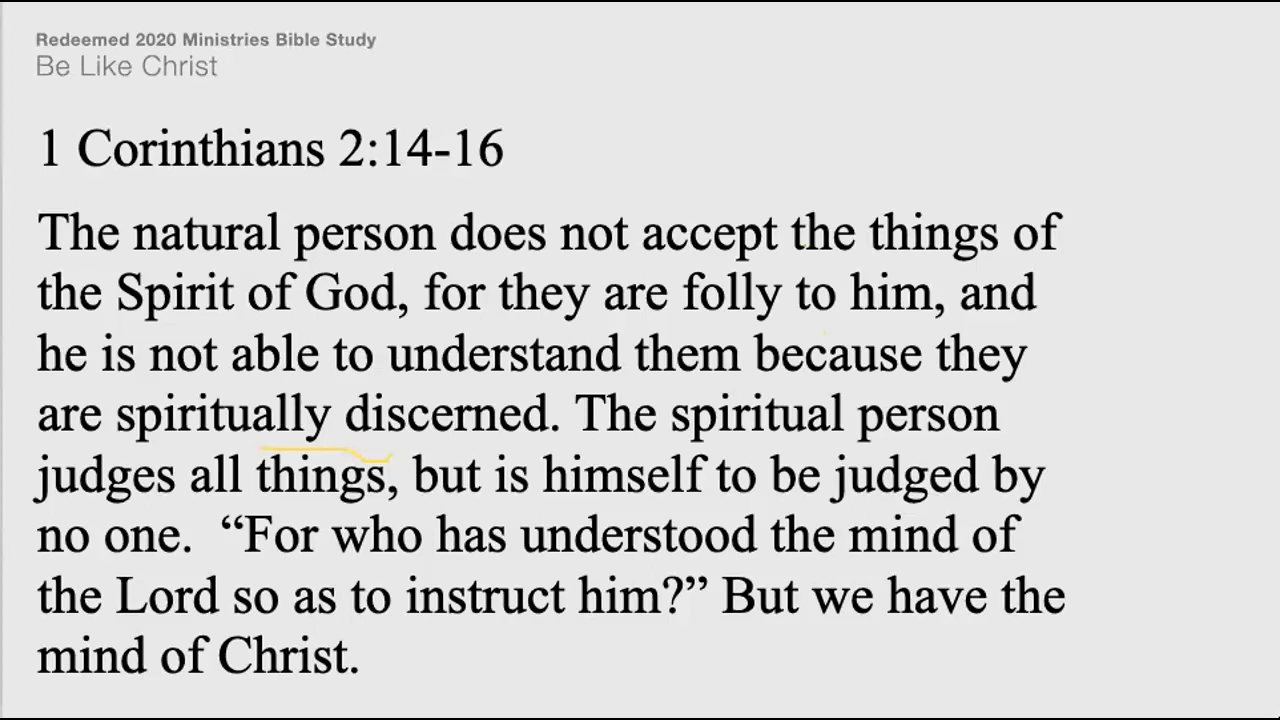 Redeemed 2020 Ministries Bible Study
Be Like Christ
1 Corinthians 2:14-16
The natural person does not accept the things of
the Spirit of God, for they are folly to him, and
he is not able to understand them because they
are spiritually discerned. The spiritual person
judges all things, but is himself to be judged by
no one.  “For who has understood the mind of
the Lord so as to instruct him?” But we have the
mind of Christ.